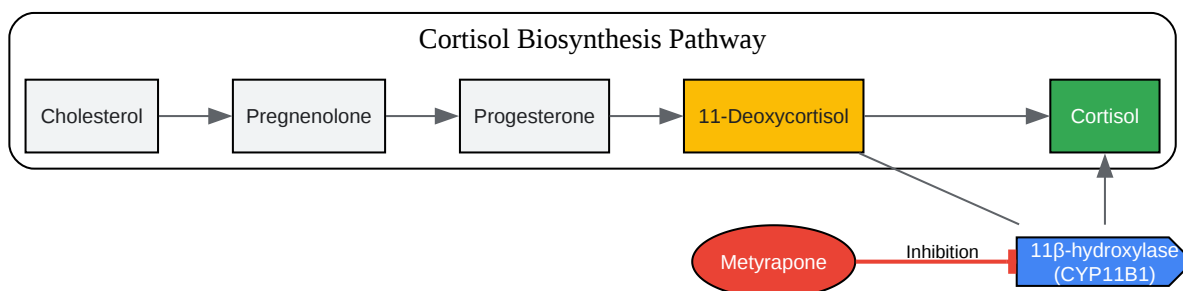 Cortisol Biosynthesis Pathway
Cholesterol
Pregnenolone
Progesterone
11-Deoxycortisol
Cortisol
Metyrapone
Inhibition
11β-hydroxylase
(CYP11B1)